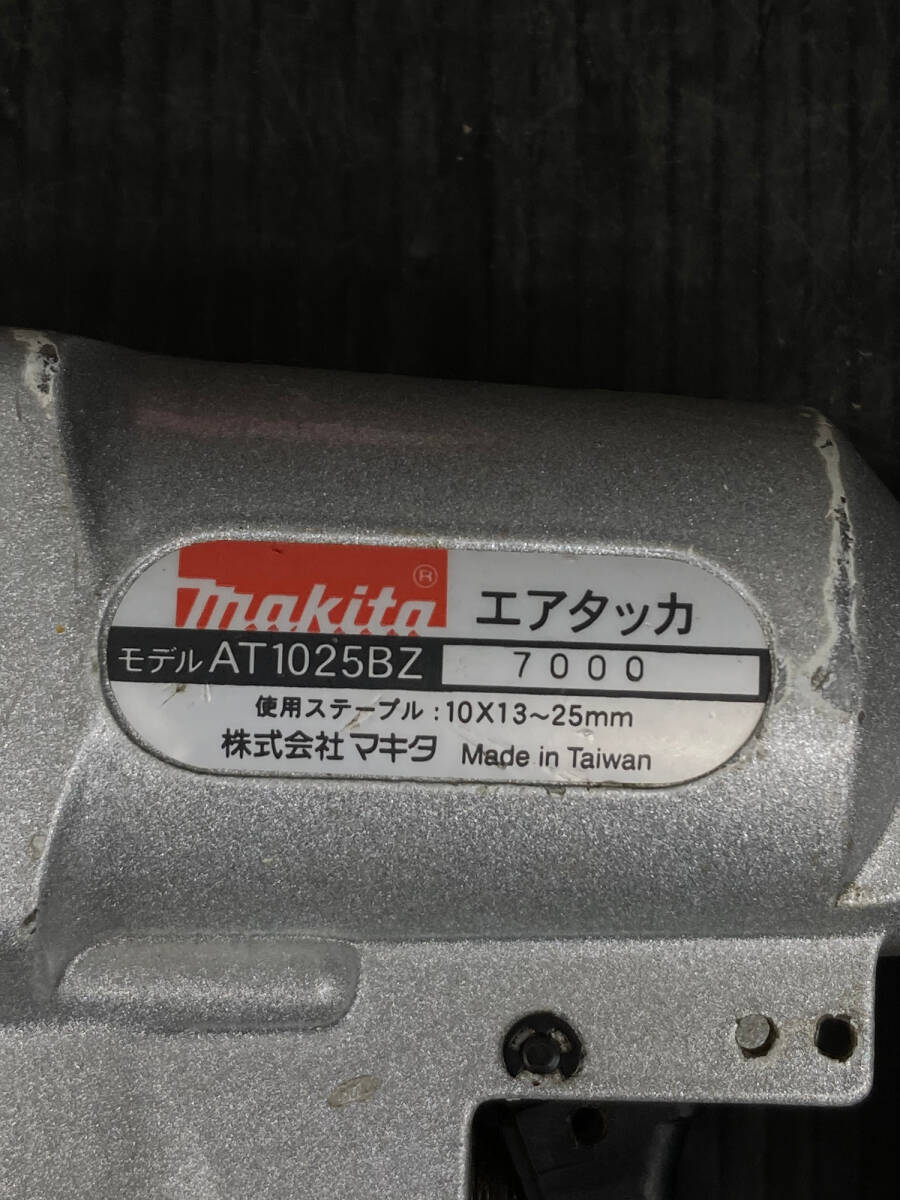 makita® エアタッカ
モデル AT1025BZ 7000
使用ステープル:10X13~25mm
株式会社マキタ Made in Taiwan